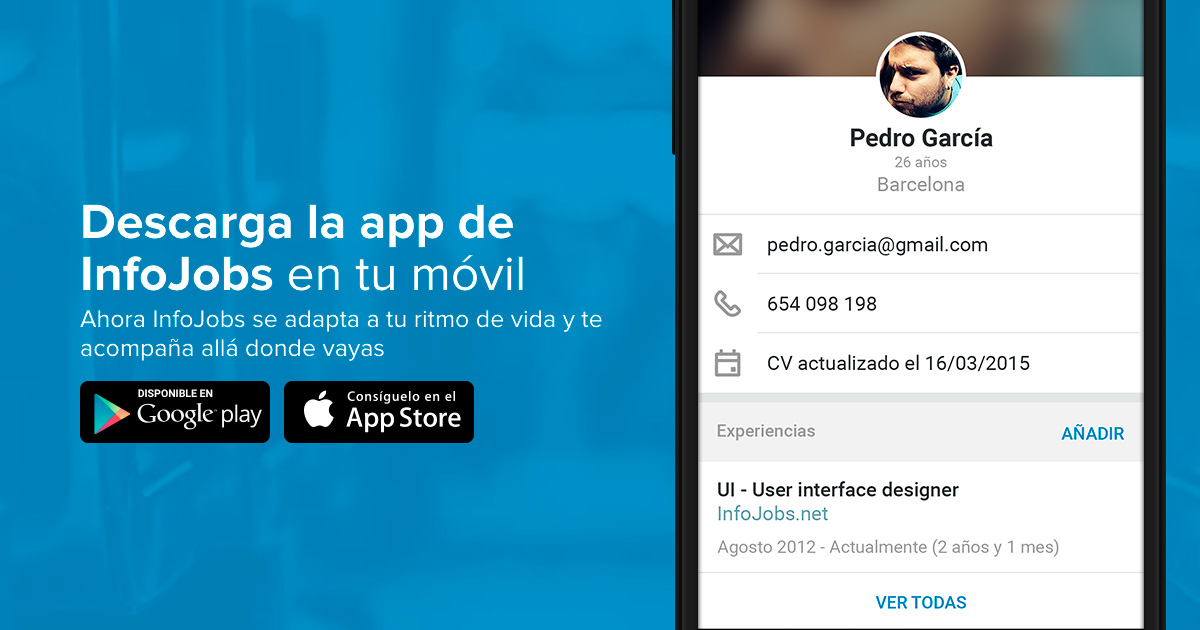 Descarga la app de
InfoJobs en tu móvil
Ahora InfoJobs se adapta a tu ritmo de vida y te
acompaña allá donde vayas
DISPONIBLE EN
Google play
Consíguelo en el
App Store
Pedro García
26 años
Barcelona
pedro.garcia@gmail.com
654 098 198
CV actualizado el 16/03/2015
Experiencias
AÑADIR
UI - User interface designer
InfoJobs.net
Agosto 2012 - Actualmente (2 años y 1 mes)
VER TODAS